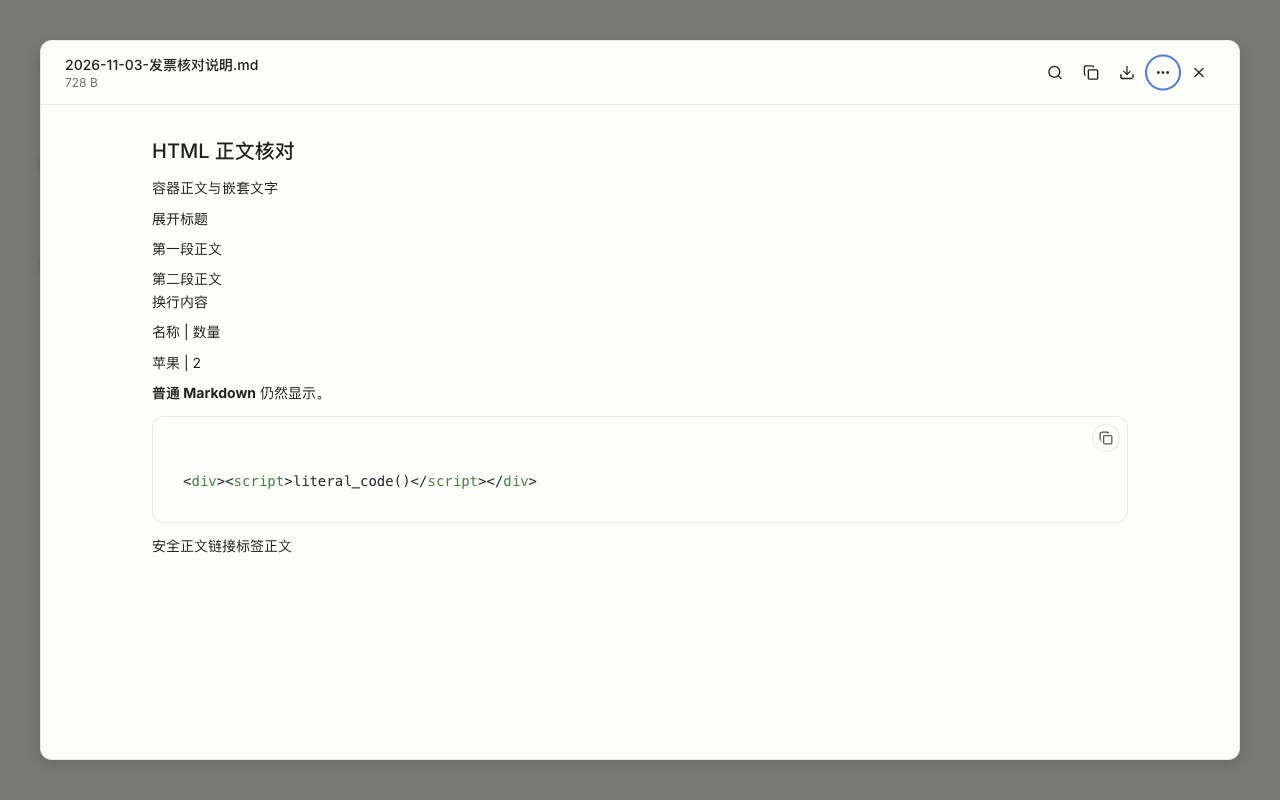 2026-11-03-发票核对说明.md
728 B
HTML 正文核对
容器正文与嵌套文字
展开标题
第一段正文
第二段正文
换行内容
名称 | 数量
苹果 | 2
普通 Markdown 仍然显示。
<div><script>literal_code()</script></div>
安全正文链接标签正文